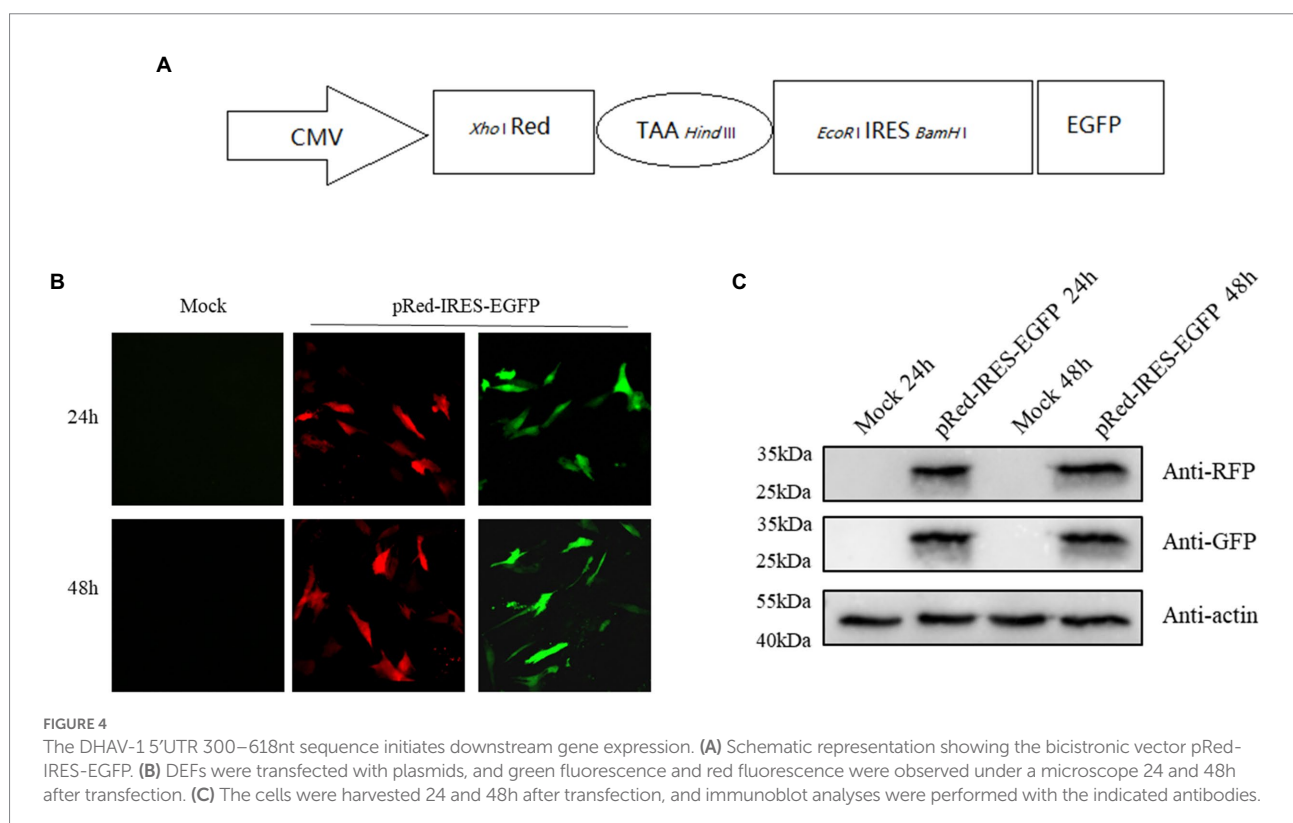 A
CMV
XhoI Red
TAA HindIII
EcoRI IRES BamHI
EGFP
B
Mock
pRed-IRES-EGFP
24h
48h
C
Mock 24h
pRed-IRES-EGFP 24h
Mock 48h
pRed-IRES-EGFP 48h
35kDa
25kDa
Anti-RFP
35kDa
25kDa
Anti-GFP
55kDa
40kDa
Anti-actin
FIGURE 4
The DHAV-1 5′UTR 300–618nt sequence initiates downstream gene expression. (A) Schematic representation showing the bicistronic vector pRed-
IRES-EGFP. (B) DEFs were transfected with plasmids, and green fluorescence and red fluorescence were observed under a microscope 24 and 48h
after transfection. (C) The cells were harvested 24 and 48h after transfection, and immunoblot analyses were performed with the indicated antibodies.